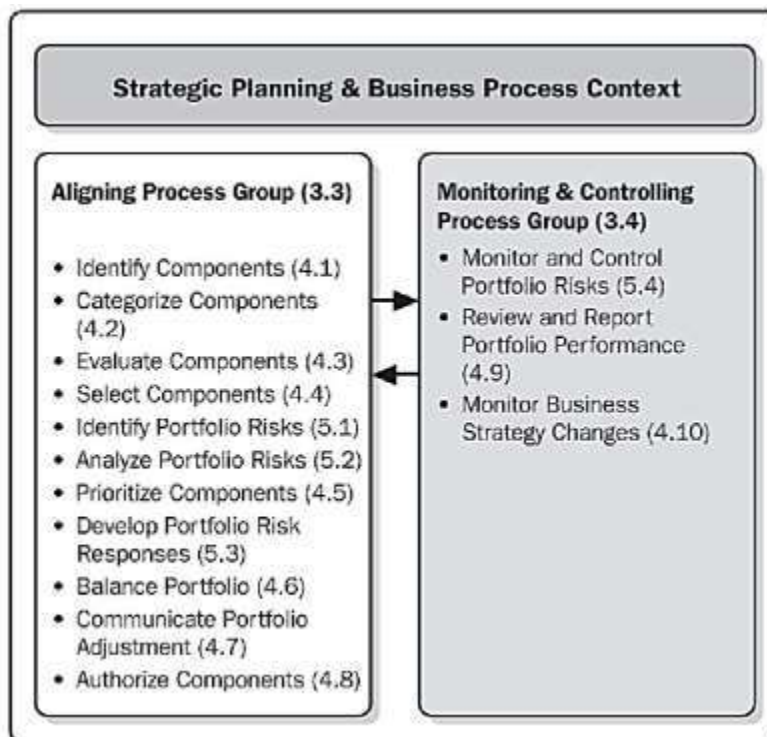 Strategic Planning & Business Process Context
Aligning Process Group (3.3)
• Identify Components (4.1)
• Categorize Components
(4.2)
• Evaluate Components (4.3)
• Select Components (4.4)
• Identify Portfolio Risks (5.1)
• Analyze Portfolio Risks (5.2)
• Prioritize Components (4.5)
• Develop Portfolio Risk
Responses (5.3)
• Balance Portfolio (4.6)
• Communicate Portfolio
Adjustment (4.7)
• Authorize Components (4.8)
Monitoring & Controlling
Process Group (3.4)
• Monitor and Control
Portfolio Risks (5.4)
• Review and Report
Portfolio Performance
(4.9)
• Monitor Business
Strategy Changes (4.10)